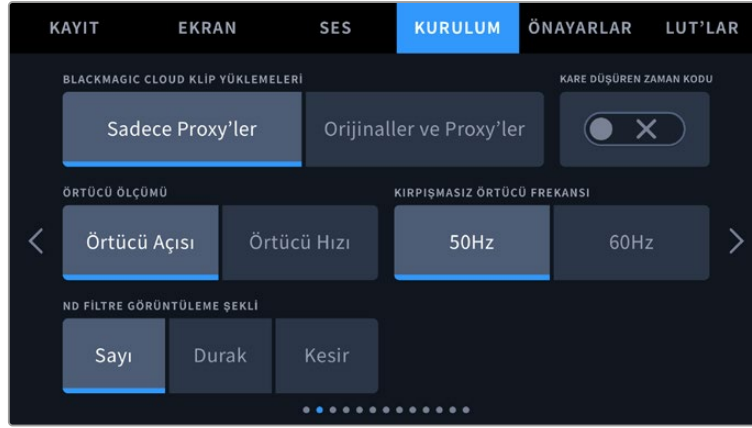 KAYIT EKRAN SES KURULUM ÖNAYARLAR LUT'LAR
BLACKMAGIC CLOUD KLİP YÜKLEMELERİ KARE DÜŞÜREN ZAMAN KODU
Sadece Proxy'ler Orijinaller ve Proxy'ler
ÖRTÜCÜ ÖLÇÜMÜ KIRPIŞMASIZ ÖRTÜCÜ FREKANSI
Örtücü Açısı Örtücü Hızı 50Hz 60Hz
ND FİLTRE GÖRÜNTÜLEME ŞEKLİ
Sayı Durak Kesir